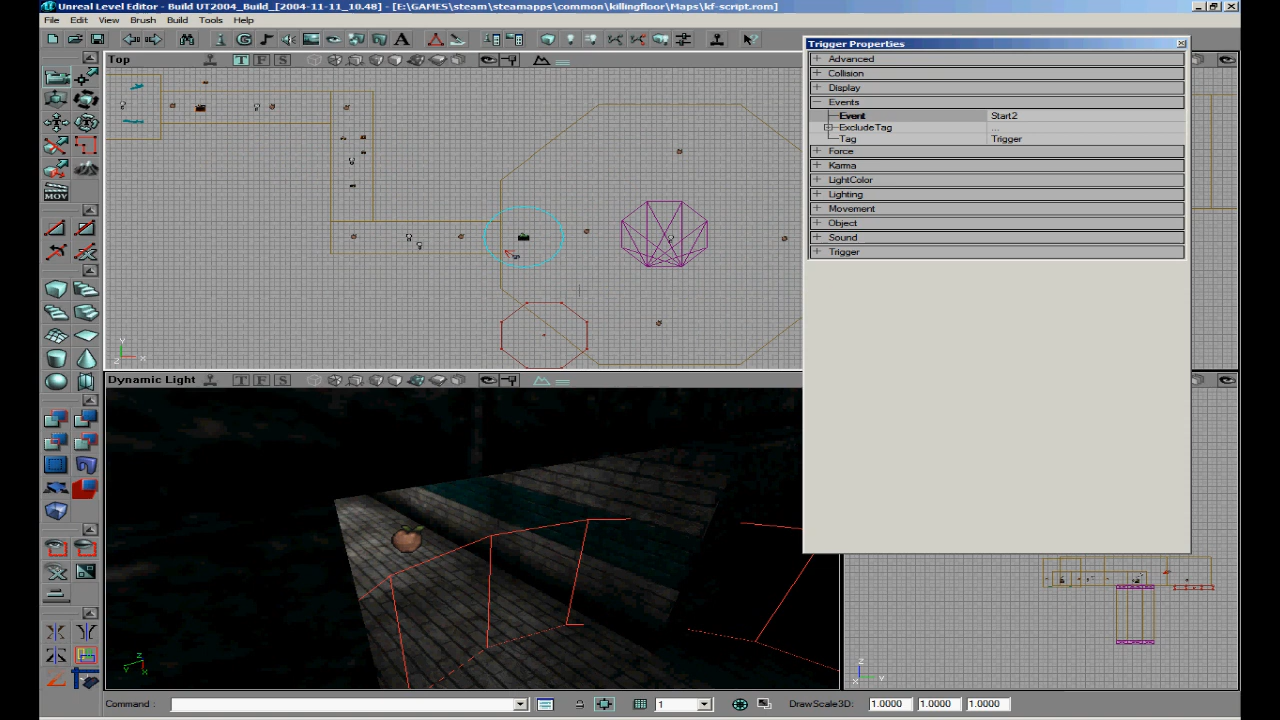 Unreal Level Editor - Build UT2004_Build_[2004-11-11_10.48] - [E:\GAMES\steam\steamapps\common\killingfloor\Maps\kf-script.rom]
File Edit View Brush Build Tools Help
Top
T F S
Trigger Properties
Advanced
Collision
Display
Events
Event Start2
ExcludeTag ...
Tag Trigger
Force
Karma
LightColor
Lighting
Movement
Object
Sound
Trigger
MOV
Y
Z X
Dynamic Light
T F S
Z
Y X
Z
X Y
Command :
1
DrawScale3D: 1.0000 1.0000 1.0000